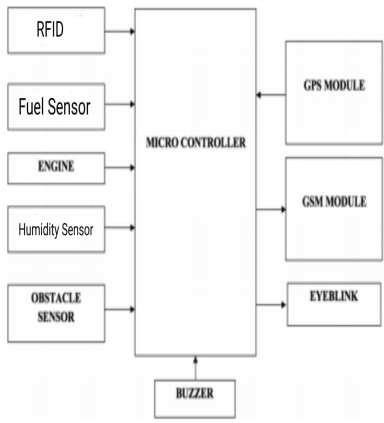 RFID
Fuel Sensor
ENGINE
Humidity Sensor
OBSTACLE
SENSOR
MICRO CONTROLLER
GPS MODULE
GSM MODULE
EYEBLINK
BUZZER